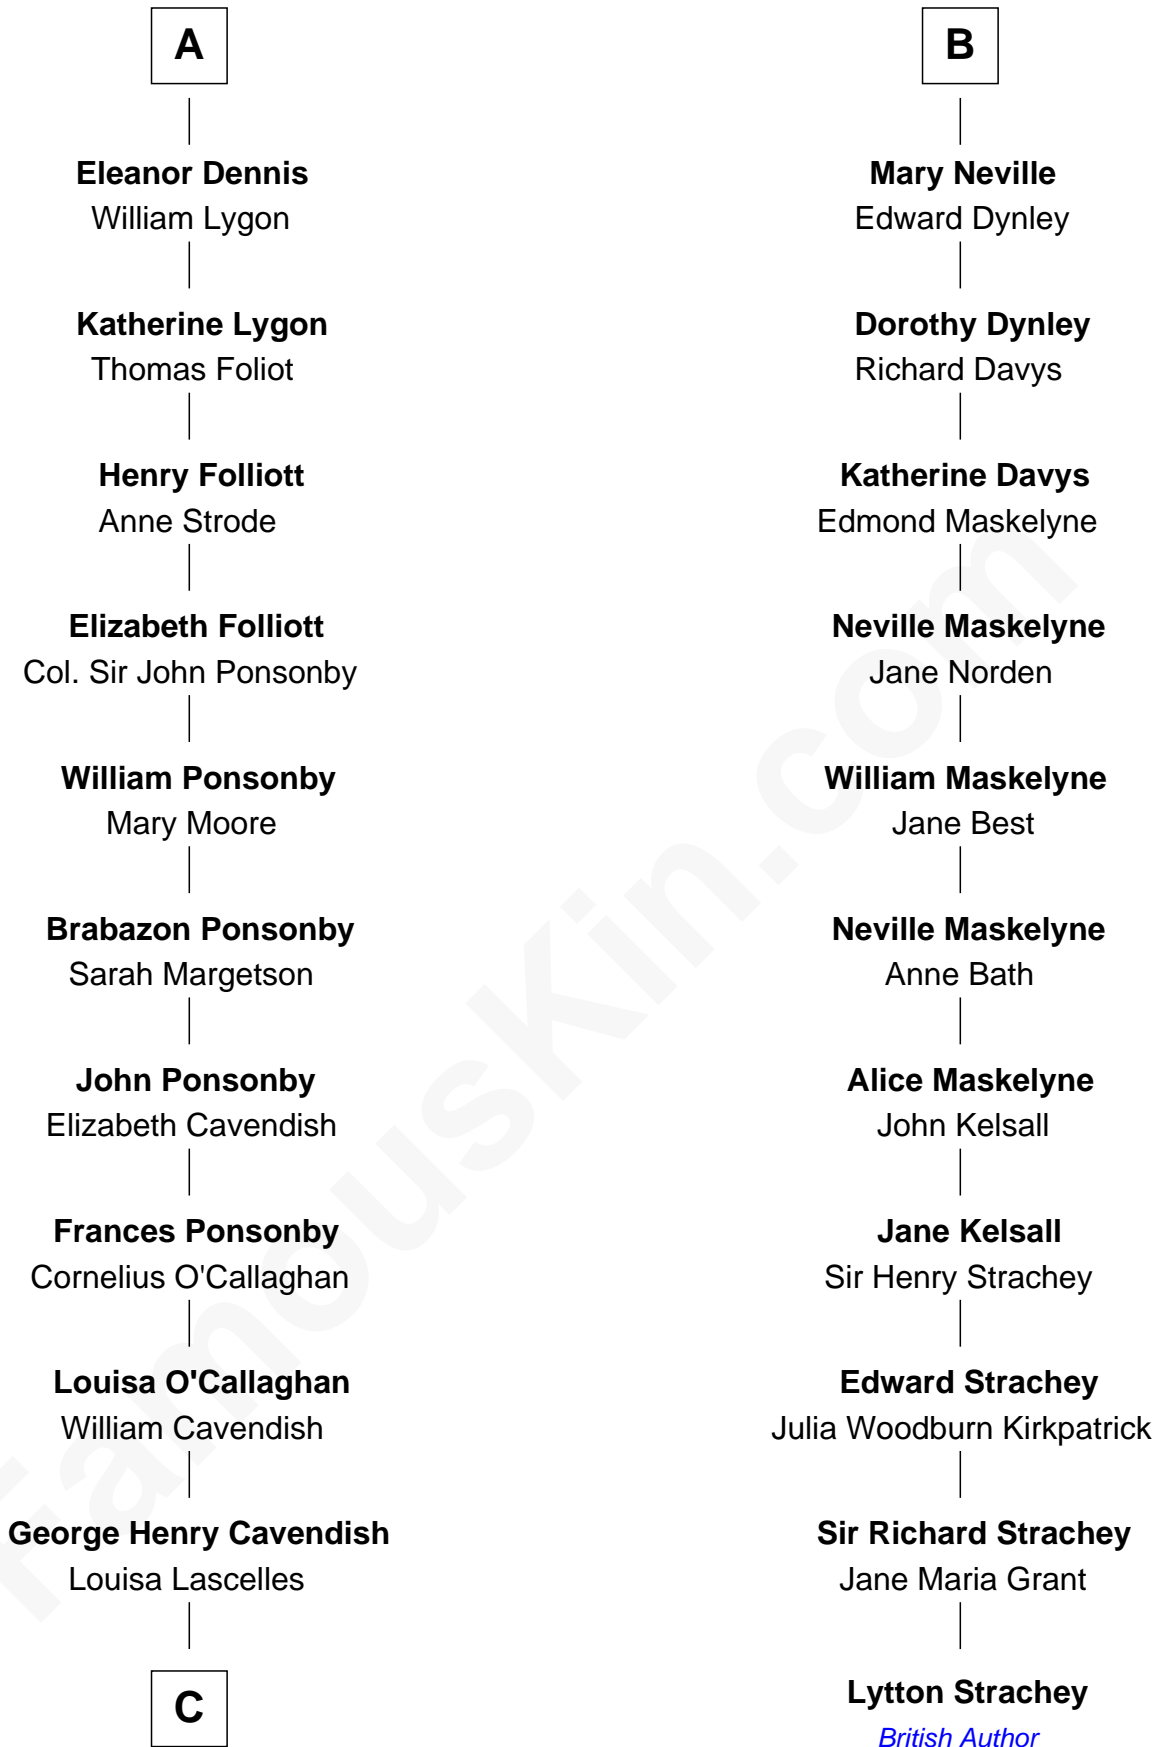 A
Eleanor Dennis
William Lygon
Katherine Lygon
Thomas Foliot
Henry Folliott
Anne Strode
Elizabeth Folliott
Col. Sir John Ponsonby
William Ponsonby
Mary Moore
Brabazon Ponsonby
Sarah Margetson
John Ponsonby
Elizabeth Cavendish
Frances Ponsonby
Cornelius O'Callaghan
Louisa O'Callaghan
William Cavendish
George Henry Cavendish
Louisa Lascelles
C
B
Mary Neville
Edward Dynley
Dorothy Dynley
Richard Davys
Katherine Davys
Edmond Maskelyne
Neville Maskelyne
Jane Norden
William Maskelyne
Jane Best
Neville Maskelyne
Anne Bath
Alice Maskelyne
John Kelsall
Jane Kelsall
Sir Henry Strachey
Edward Strachey
Julia Woodburn Kirkpatrick
Sir Richard Strachey
Jane Maria Grant
Lytton Strachey
British Author
FamousKin.com